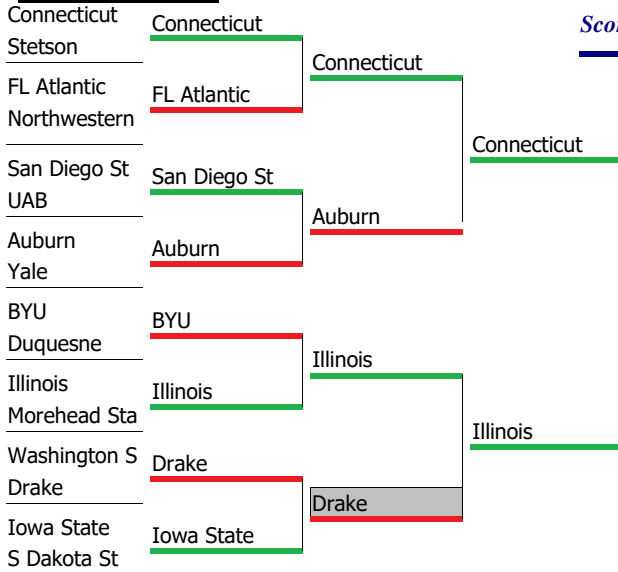 Connecticut
Stetson
FL Atlantic
Northwestern
San Diego St
UAB
Auburn
Yale
BYU
Duquesne
Illinois
Morehead Sta
Washington S
Drake
Iowa State
S Dakota St
Connecticut
FL Atlantic
San Diego St
Auburn
BYU
Illinois
Drake
Iowa State
Connecticut
Auburn
Illinois
Drake
Connecticut
Illinois